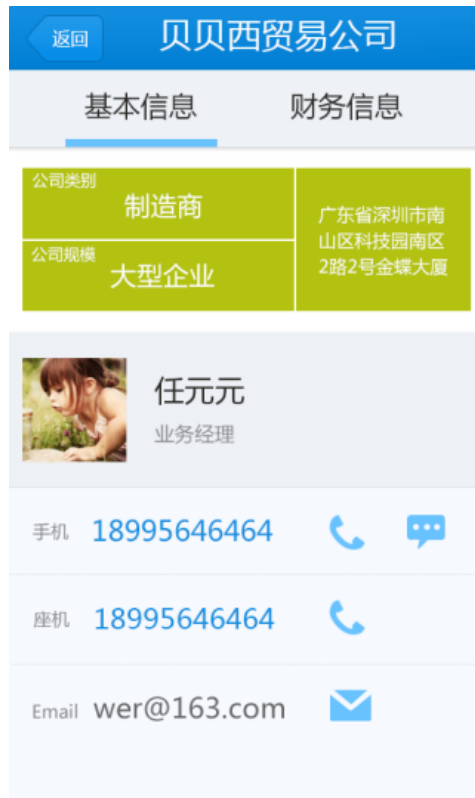 返回
贝贝西贸易公司
基本信息
财务信息
公司类别
制造商
公司规模
大型企业
广东省深圳市南
山区科技园南区
2路2号金蝶大厦
任元元
业务经理
手机 18995646464
座机 18995646464
Email wer@163.com